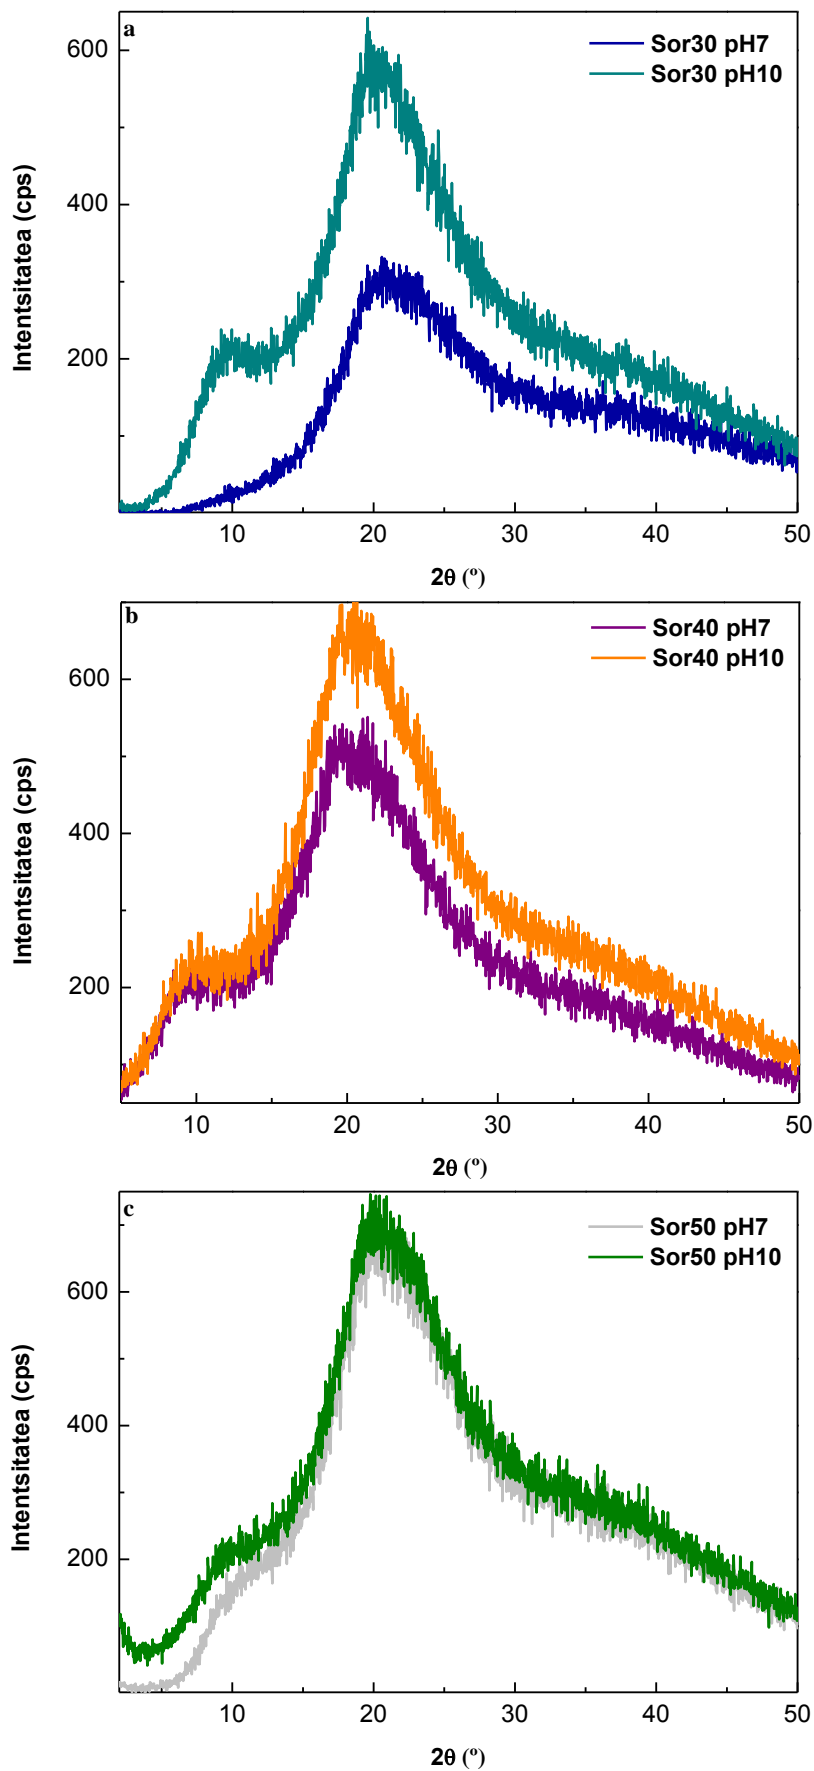 a
Sor30 pH7
Sor30 pH10
600
400
200
Intentsitatea (cps)
10 20 30 40 50
2θ (º)
b
Sor40 pH7
Sor40 pH10
600
400
200
Intentsitatea (cps)
10 20 30 40 50
2θ (º)
c
Sor50 pH7
Sor50 pH10
600
400
200
Intentsitatea (cps)
10 20 30 40 50
2θ (º)